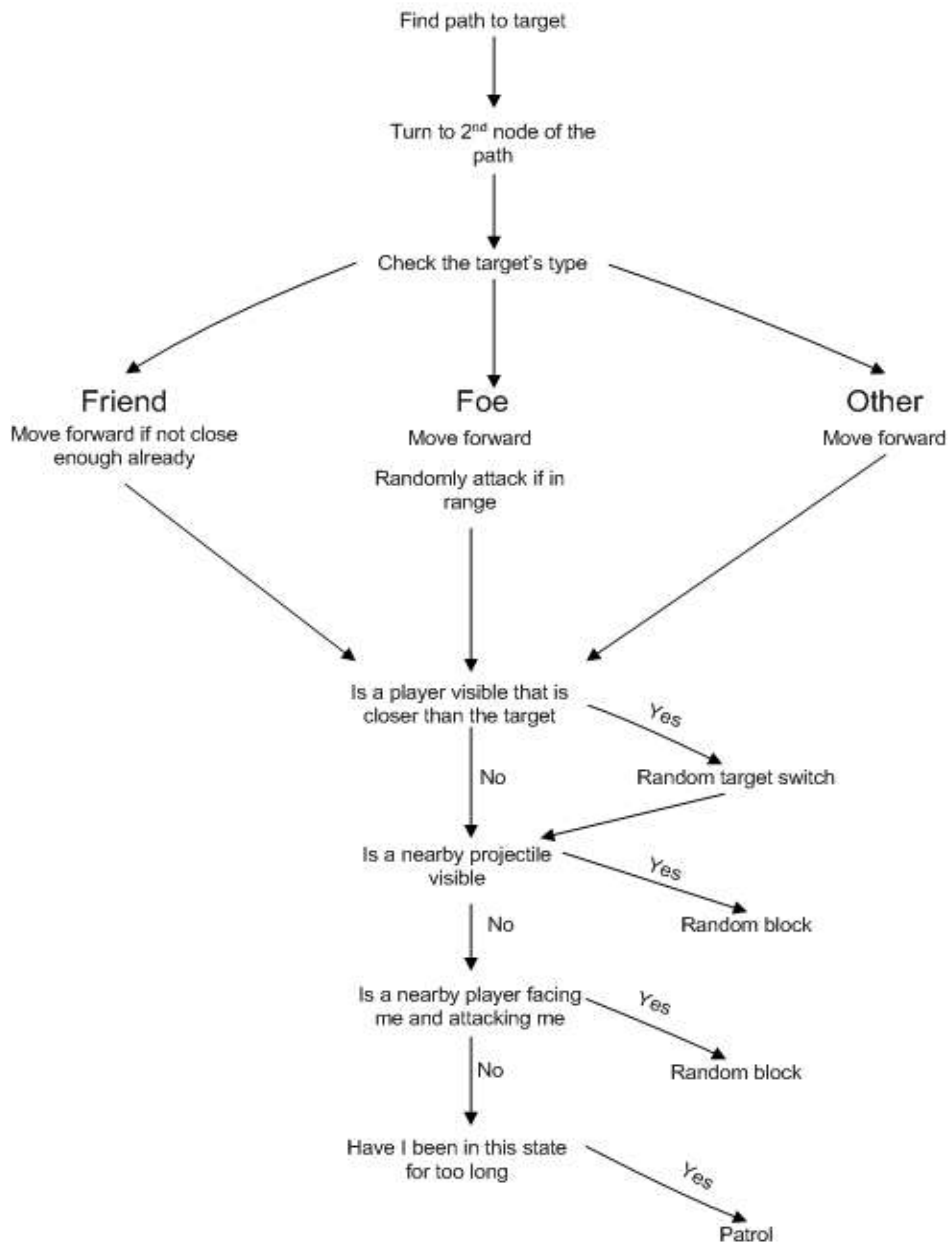 Find path to target
Turn to 2nd node of the
path
Check the target's type
Friend
Move forward if not close
enough already
Foe
Move forward
Randomly attack if in
range
Other
Move forward
Is a player visible that is
closer than the target
Yes
No
Random target switch
Is a nearby projectile
visible
Yes
No
Random block
Is a nearby player facing
me and attacking me
Yes
No
Random block
Have I been in this state
for too long
Yes
Patrol